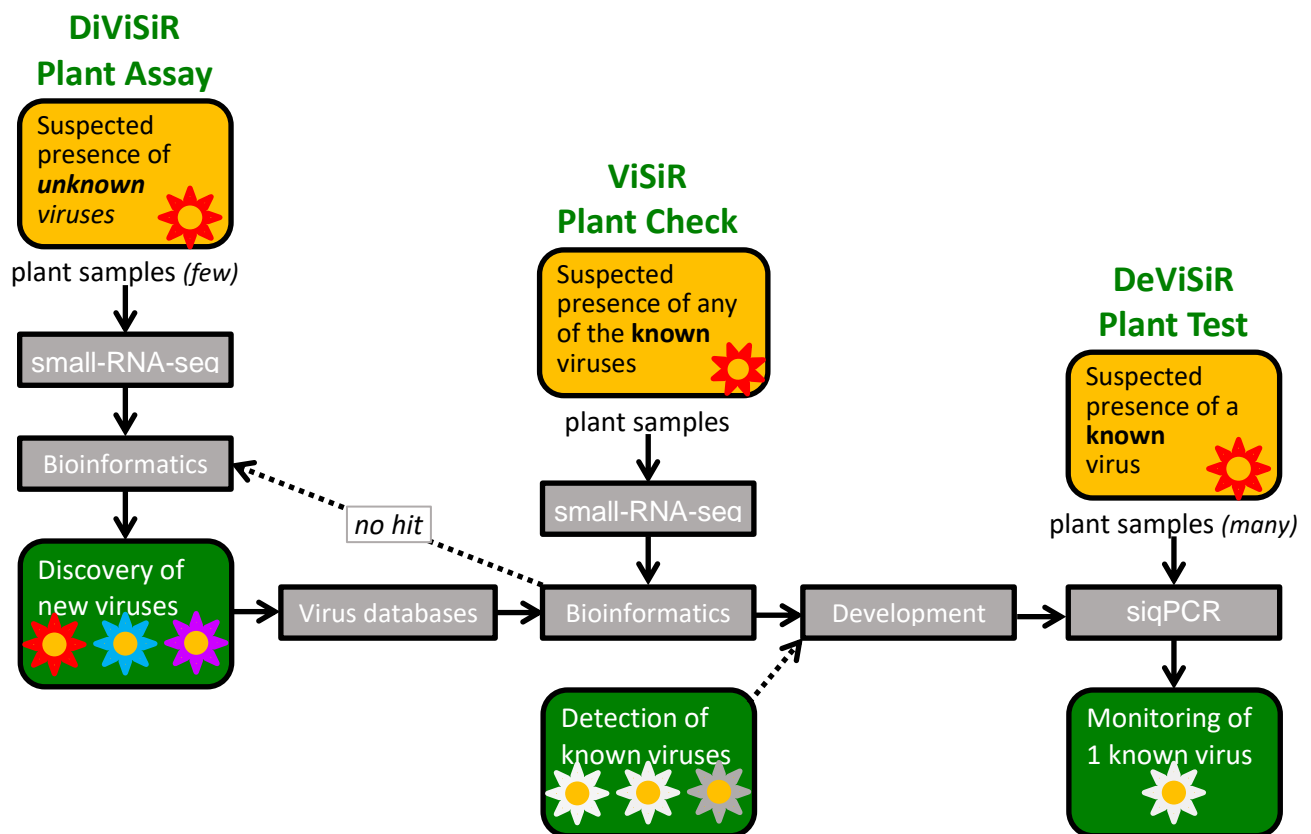 DiViSiR
Plant Assay
Suspected
presence of
unknown
viruses
plant samples (few)
small-RNA-seq
Bioinformatics
Discovery of
new viruses
Virus databases
no hit
ViSiR
Plant Check
Suspected
presence of any
of the known
viruses
plant samples
small-RNA-seq
Bioinformatics
Detection of
known viruses
Development
DeViSiR
Plant Test
Suspected
presence of a
known
virus
plant samples (many)
siqPCR
Monitoring of
1 known virus